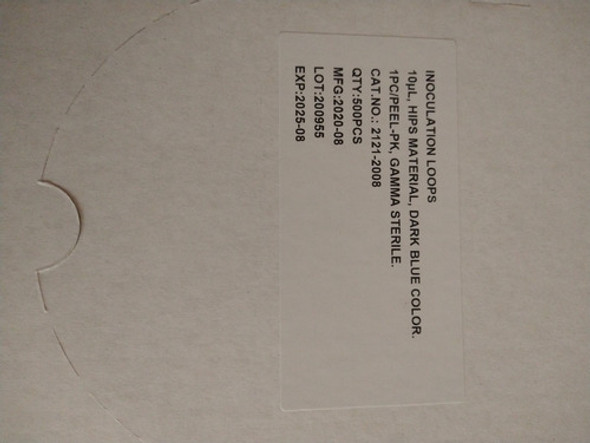 INOCULATION LOOPS
10µL, HIPS MATERIAL, DARK BLUE COLOR.
1PC/PEEL-PK, GAMMA STERILE.
CAT.NO.: 2121-2008
QTY:500PCS
MFG:2020-08
LOT:200955
EXP:2025-08